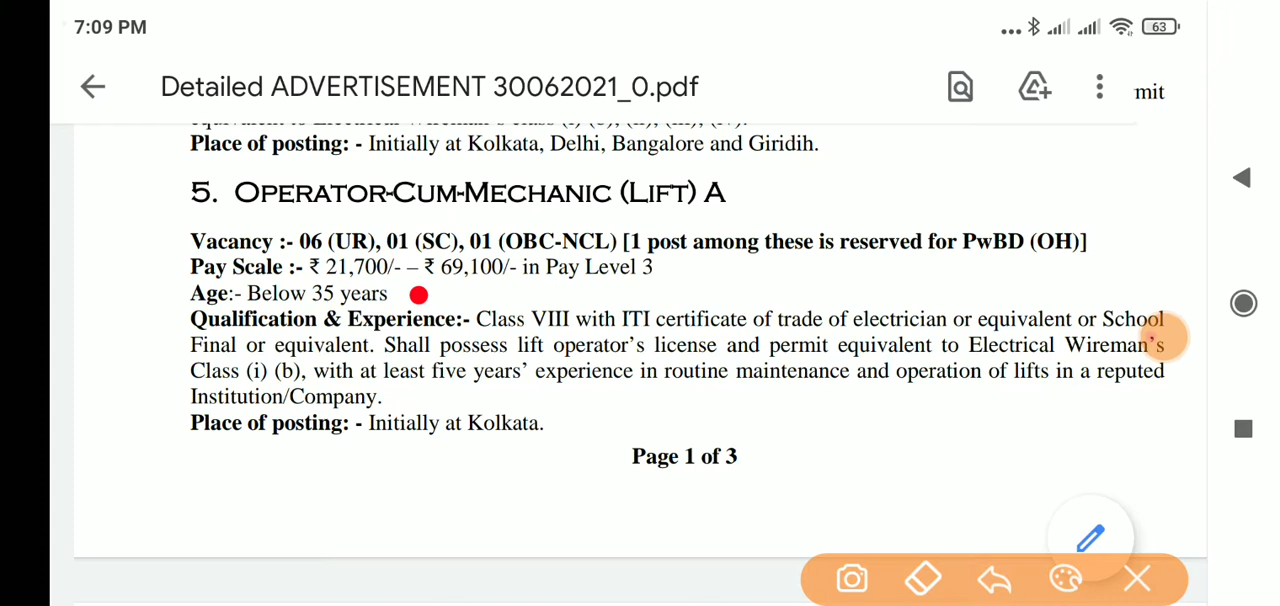 7:09 PM
63
Detailed ADVERTISEMENT 30062021_0.pdf
mit
Place of posting: - Initially at Kolkata, Delhi, Bangalore and Giridih.
5. OPERATOR-CUM-MECHANIC (LIFT) A
Vacancy :- 06 (UR), 01 (SC), 01 (OBC-NCL) [1 post among these is reserved for PwBD (OH)]
Pay Scale :- ₹ 21,700/- – ₹ 69,100/- in Pay Level 3
Age:- Below 35 years
Qualification & Experience:- Class VIII with ITI certificate of trade of electrician or equivalent or School
Final or equivalent. Shall possess lift operator’s license and permit equivalent to Electrical Wireman’s
Class (i) (b), with at least five years’ experience in routine maintenance and operation of lifts in a reputed
Institution/Company.
Place of posting: - Initially at Kolkata.
Page 1 of 3